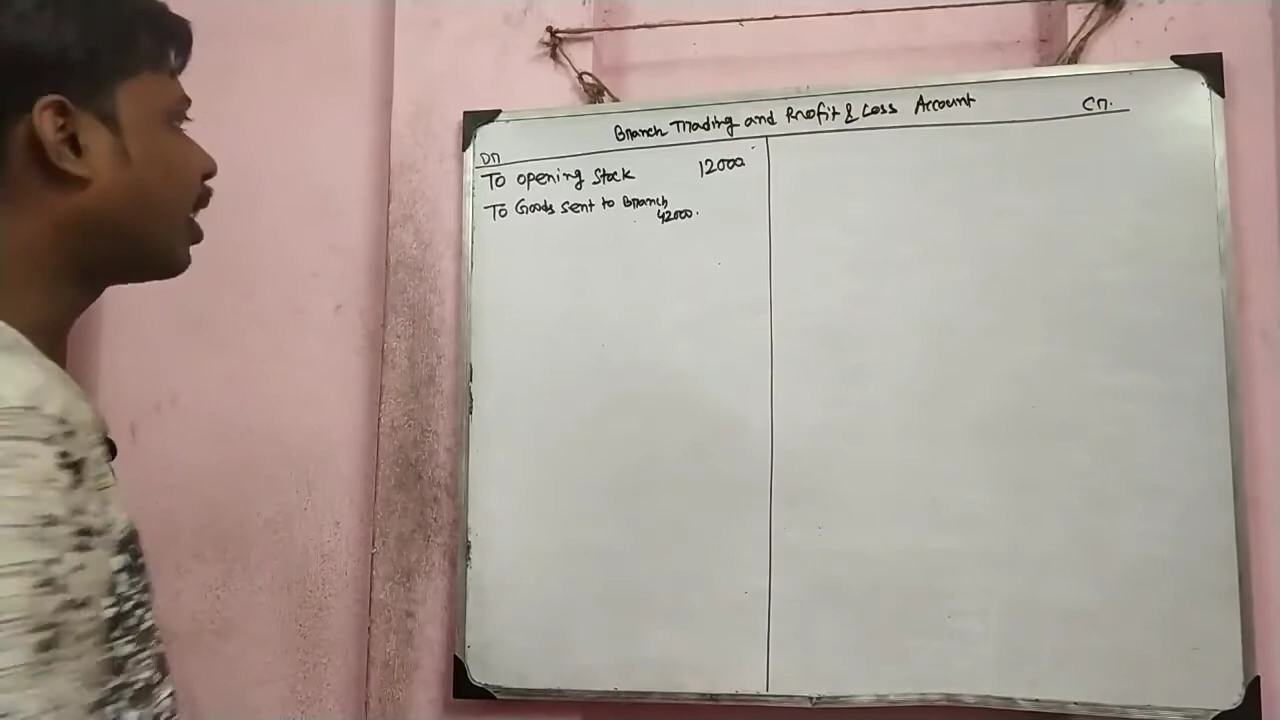 Branch Trading and Profit & Loss Account
Dr Cr.
To opening Stock 12000
To Goods sent to Branch
42000.